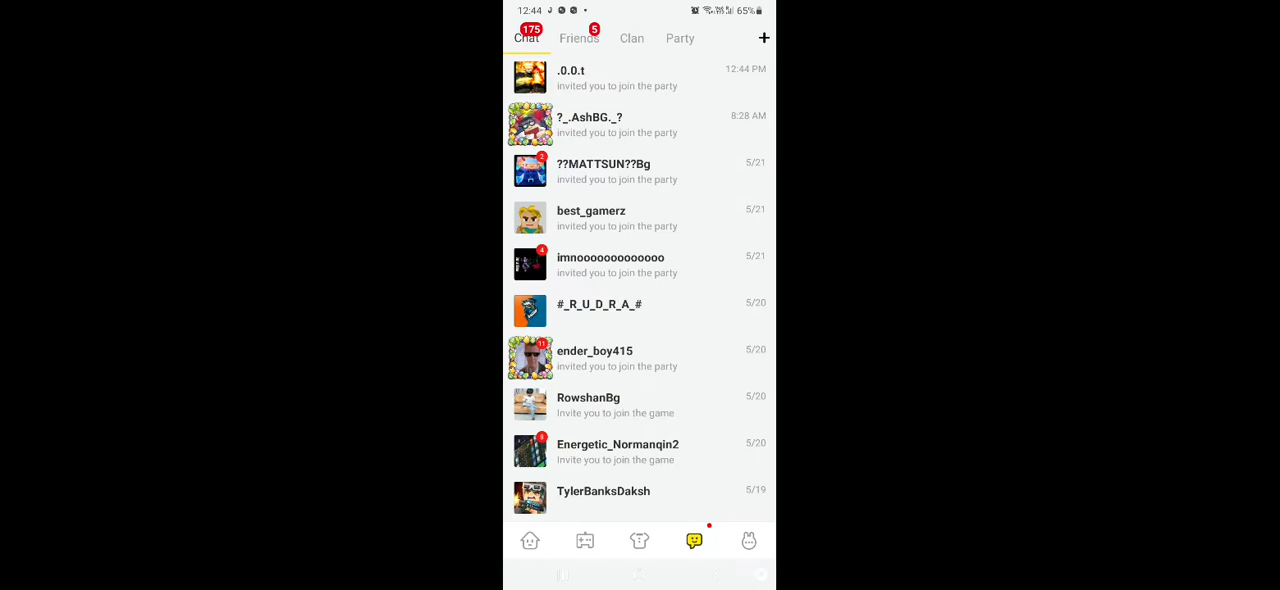 12:44 65%
175 5
Chat Friends Clan Party +
.0.0.t 12:44 PM
invited you to join the party
?_.AshBG._? 8:28 AM
invited you to join the party
2 ??MATTSUN??Bg 5/21
invited you to join the party
best_gamerz 5/21
invited you to join the party
4 imnooooooooooooo 5/21
invited you to join the party
#_R_U_D_R_A_# 5/20
11 ender_boy415 5/20
invited you to join the party
RowshanBg 5/20
Invite you to join the game
8 Energetic_Normanqin2 5/20
Invite you to join the game
TylerBanksDaksh 5/19